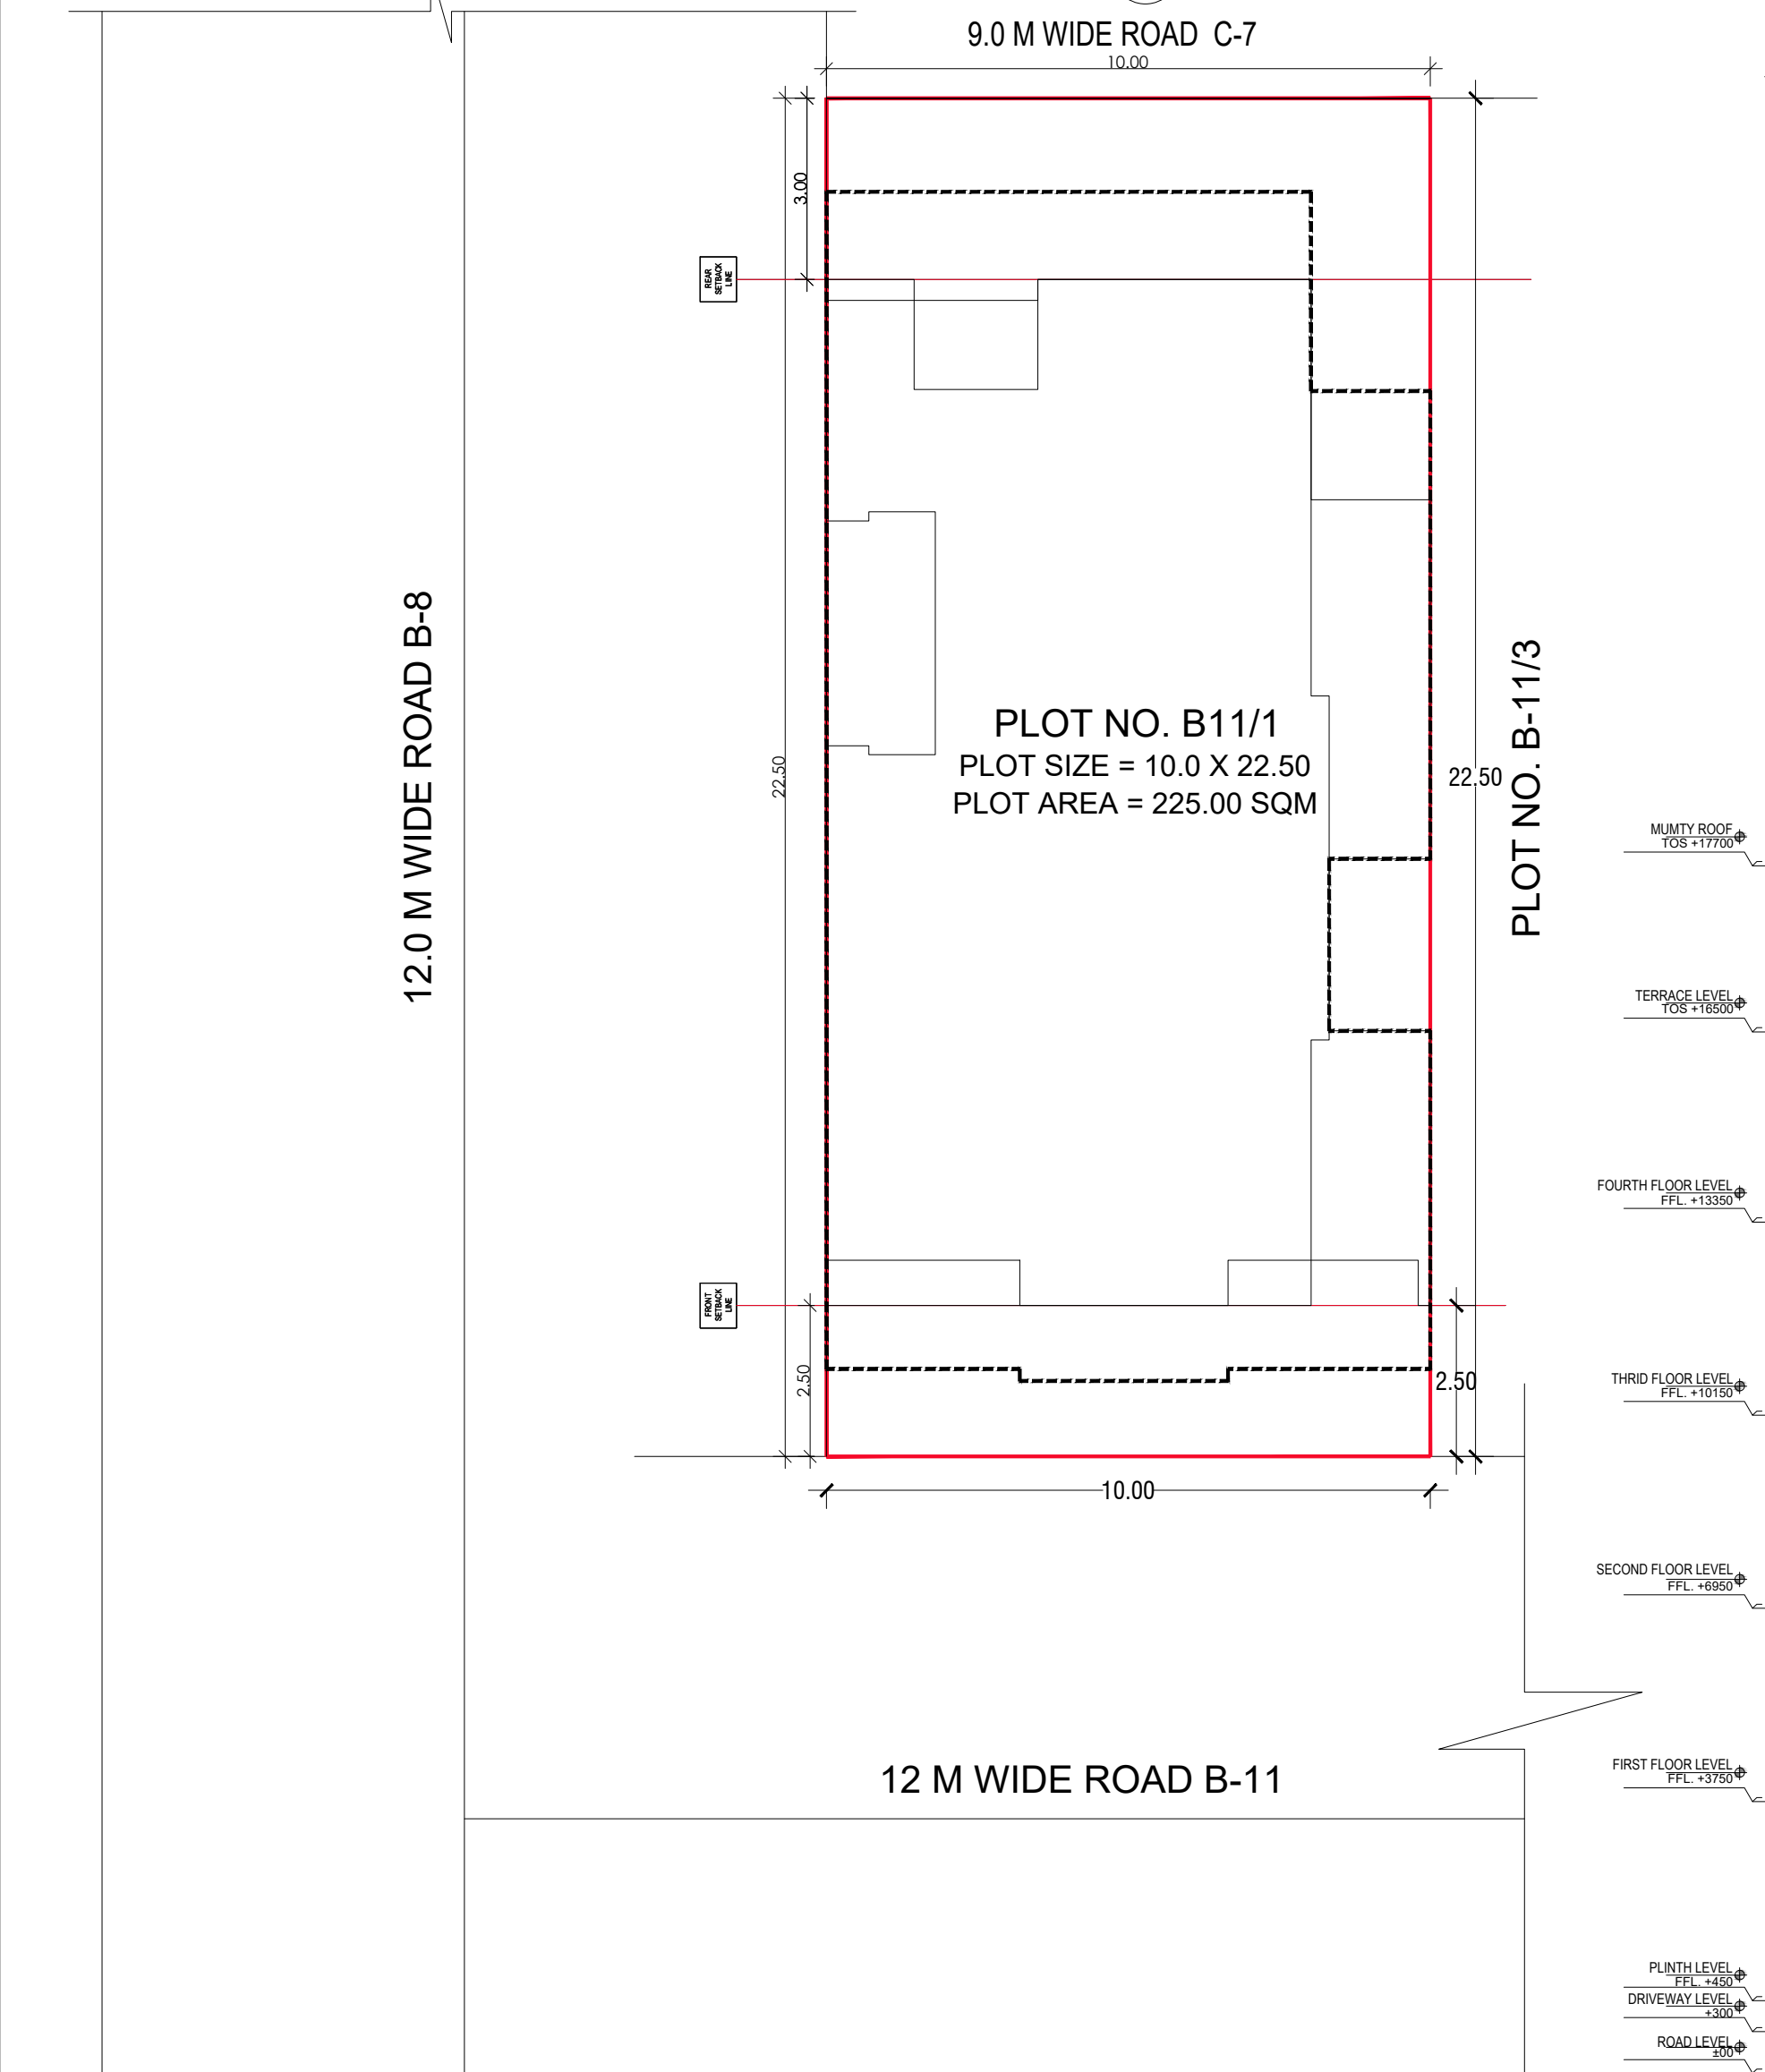 9.0 M WIDE ROAD C-7
10.00
3.00
REAR
SETBACK
LINE
12.0 M WIDE ROAD B-8
22.50
PLOT NO. B11/1
PLOT SIZE = 10.0 X 22.50
PLOT AREA = 225.00 SQM
22.50
PLOT NO. B-11/3
FRONT
SETBACK
LINE
2.50
2.50
10.00
12 M WIDE ROAD B-11
MUMTY ROOF
TOS +17700
TERRACE LEVEL
TOS +16500
FOURTH FLOOR LEVEL
FFL. +13350
THRID FLOOR LEVEL
FFL. +10150
SECOND FLOOR LEVEL
FFL. +6950
FIRST FLOOR LEVEL
FFL. +3750
PLINTH LEVEL
FFL. +450
DRIVEWAY LEVEL
+300
ROAD LEVEL
±00